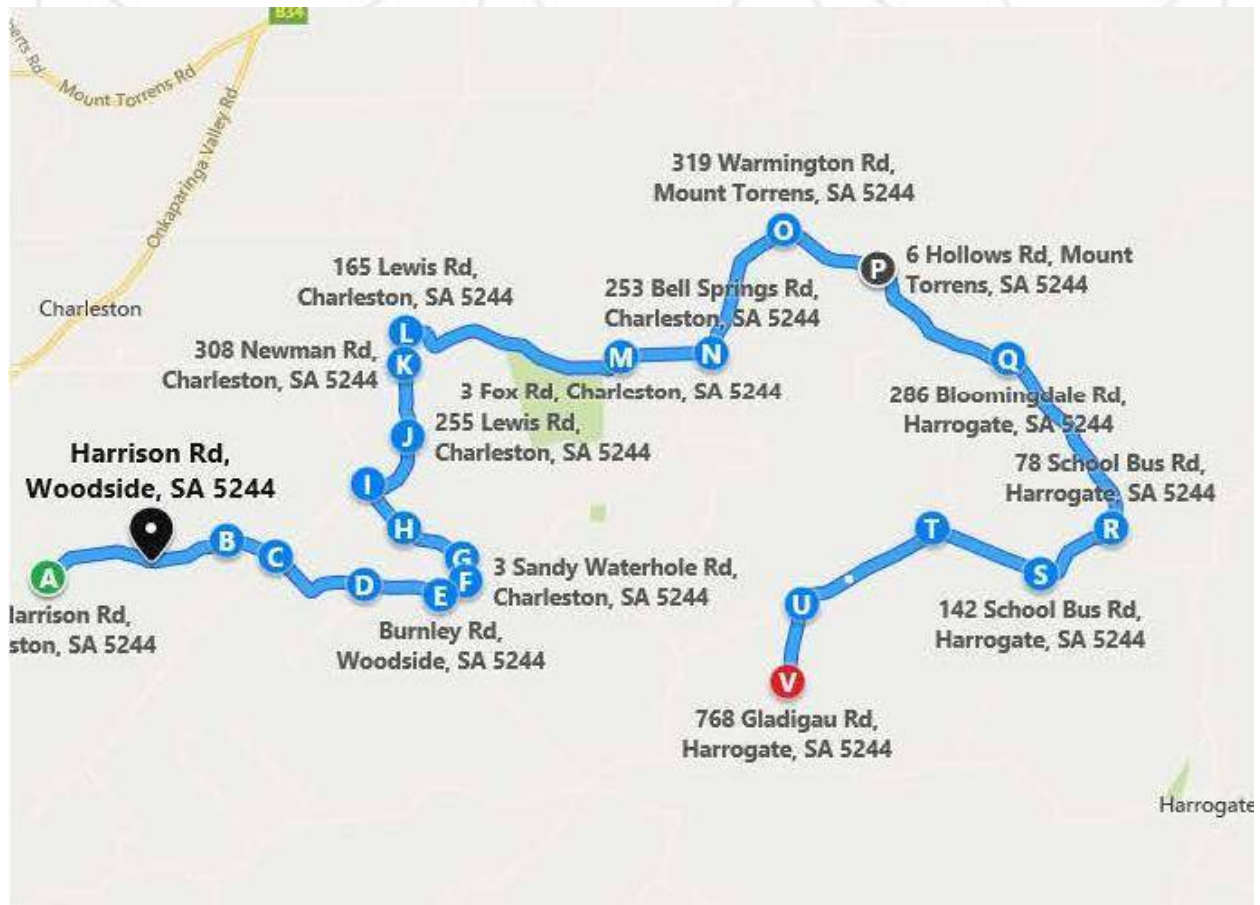 B34
erts Rd
Mount Torrens Rd
Onkaparinga Valley Rd
Charleston
319 Warmington Rd,
Mount Torrens, SA 5244
O
P
6 Hollows Rd, Mount
Torrens, SA 5244
165 Lewis Rd,
Charleston, SA 5244
253 Bell Springs Rd,
Charleston, SA 5244
L
K
308 Newman Rd,
Charleston, SA 5244
M
N
Q
3 Fox Rd, Charleston, SA 5244
286 Bloomingdale Rd,
Harrogate, SA 5244
J
255 Lewis Rd,
Charleston, SA 5244
Harrison Rd,
Woodside, SA 5244
I
78 School Bus Rd,
Harrogate, SA 5244
H
T
R
B
C
G
F
3 Sandy Waterhole Rd,
Charleston, SA 5244
A
D
E
S
U
Harrison Rd,
ston, SA 5244
Burnley Rd,
Woodside, SA 5244
142 School Bus Rd,
Harrogate, SA 5244
V
768 Gladigau Rd,
Harrogate, SA 5244
Harrogate